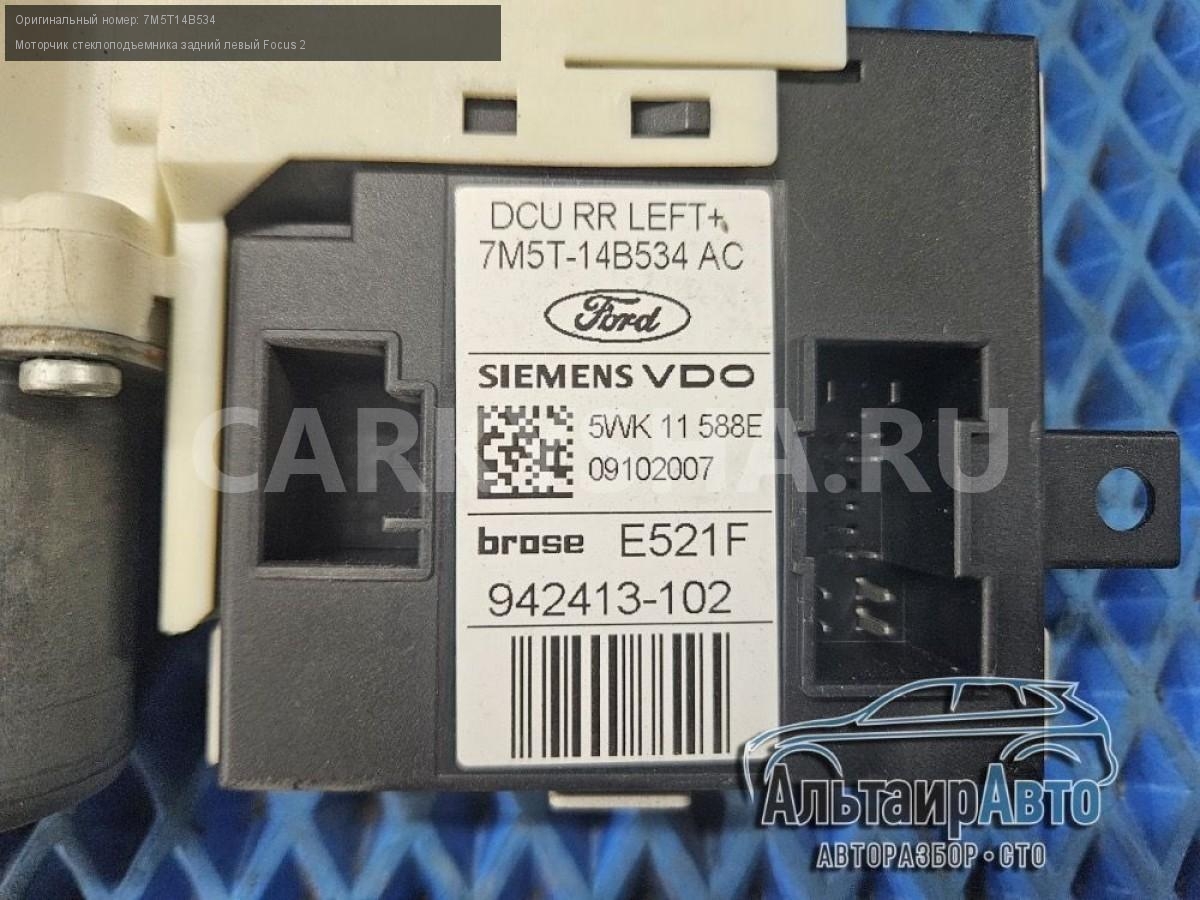 Оригинальный номер: 7M5T14B534
Моторчик стеклоподъемника задний левый Focus 2
DCU RR LEFT+
7M5T-14B534 AC
Ford
SIEMENS VDO
5WK 11 588E
09102007
brose E521F
942413-102
АльтаирАвто
АВТОРАЗБОР • СТО